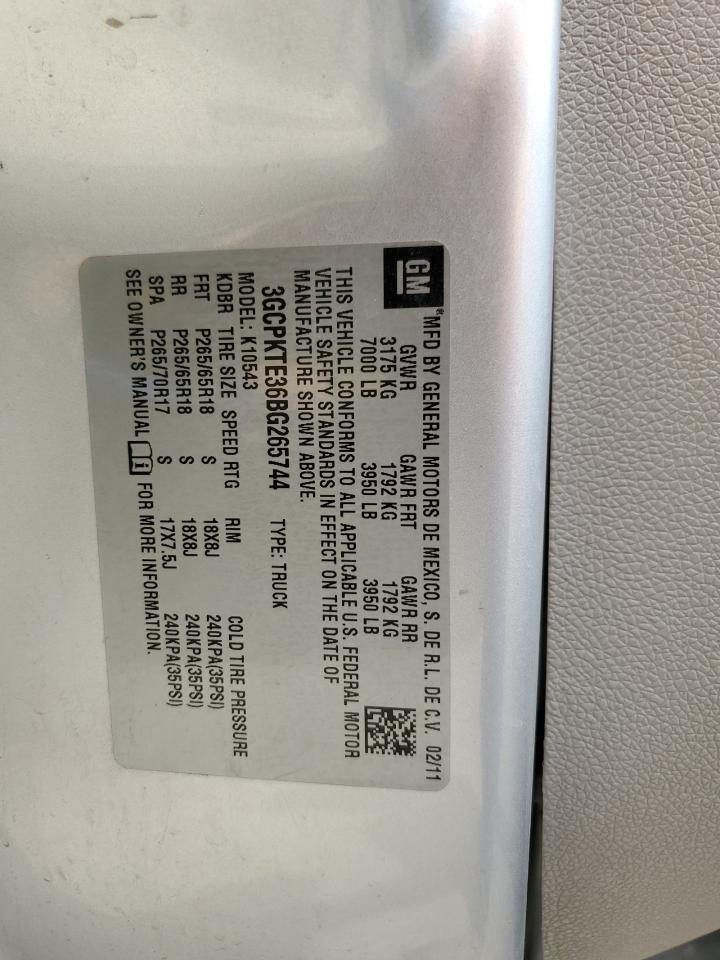 GM ® MFD BY GENERAL MOTORS DE MEXICO, S. DE R.L. DE C.V. 02/11
GVWR GAWR FRT GAWR RR
3175 KG 1792 KG 1792 KG
7000 LB 3950 LB 3950 LB
THIS VEHICLE CONFORMS TO ALL APPLICABLE U.S. FEDERAL MOTOR
VEHICLE SAFETY STANDARDS IN EFFECT ON THE DATE OF
MANUFACTURE SHOWN ABOVE.
3GCPKTE36BG265744 TYPE: TRUCK
MODEL: K10543
KDBR TIRE SIZE SPEED RTG RIM COLD TIRE PRESSURE
FRT P265/65R18 S 18X8J 240KPA(35PSI)
RR P265/65R18 S 18X8J 240KPA(35PSI)
SPA P265/70R17 S 17X7.5J 240KPA(35PSI)
SEE OWNER'S MANUAL i FOR MORE INFORMATION.